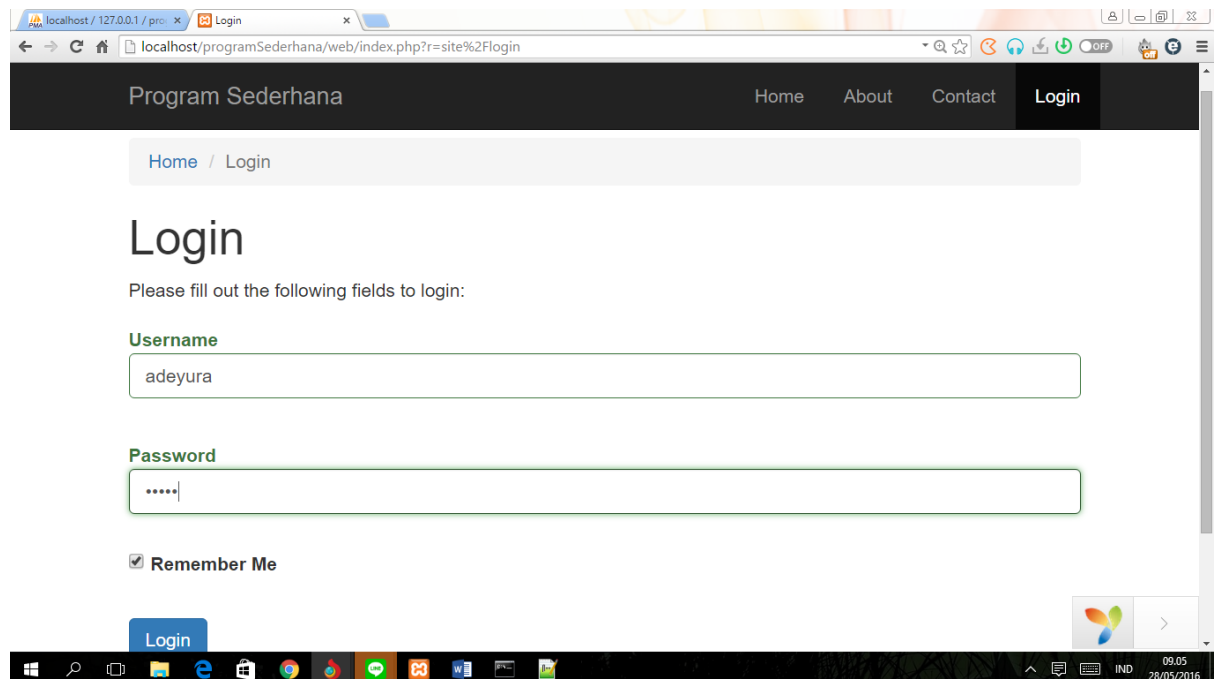 localhost / 127.0.0.1 / pro
Login
localhost/programSederhana/web/index.php?r=site%2Flogin
OFF
off
Program Sederhana
Home
About
Contact
Login
Home / Login
Login
Please fill out the following fields to login:
Username
adeyura
Password
•••••
Remember Me
Login
IND
09.05
28/05/2016